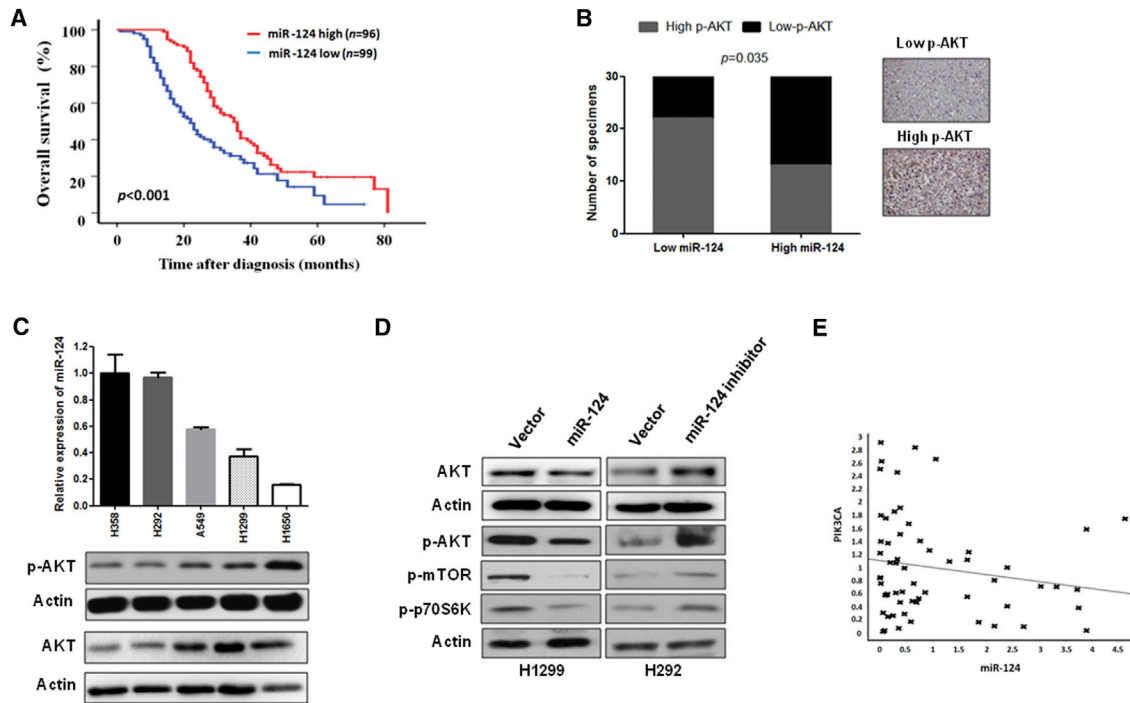 A
miR-124 high (n=96)
miR-124 low (n=99)
Overall survival (%)
100
80
60
40
20
0
p<0.001
0 20 40 60 80
Time after diagnosis (months)
B
High p-AKT Low-p-AKT
p=0.035
Number of specimens
30
20
10
0
Low miR-124 High miR-124
Low p-AKT
High p-AKT
C
Relative expression of miR-124
1.2
1.0
0.8
0.6
0.4
0.2
0.0
H358 H292 A549 H1299 H1650
p-AKT
Actin
AKT
Actin
D
Vector miR-124 Vector miR-124 inhibitor
AKT
Actin
p-AKT
p-mTOR
p-p70S6K
Actin
H1299 H292
E
PIK3CA
3
2.8
2.6
2.4
2.2
2
1.8
1.6
1.4
1.2
1
0.8
0.6
0.4
0.2
0
0 0.5 1 1.5 2 2.5 3 3.5 4 4.5
miR-124